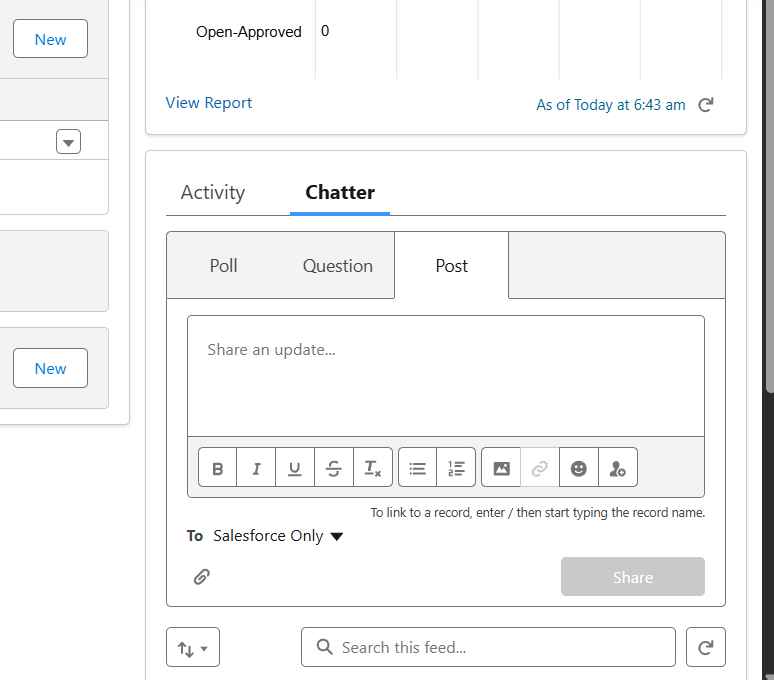 New
Open-Approved 0
View Report As of Today at 6:43 am
Activity Chatter
Poll Question Post
New
Share an update...
B I U S Tx
To link to a record, enter / then start typing the record name.
To Salesforce Only
Share
Search this feed...